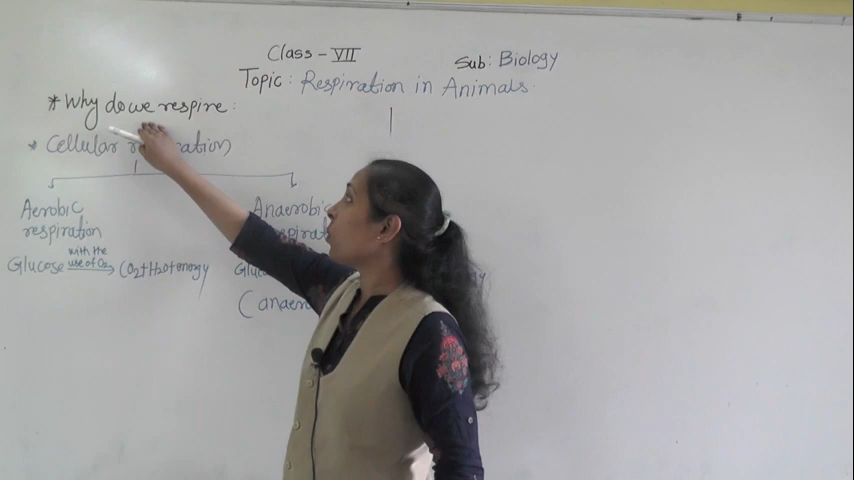 Class - VII
Sub: Biology
Topic: Respiration in Animals.
* Why do we respire:
* Cellular
Aerobic
respiration
Anaerobic
Glucose with the use of O2 → CO2+H2O+energy